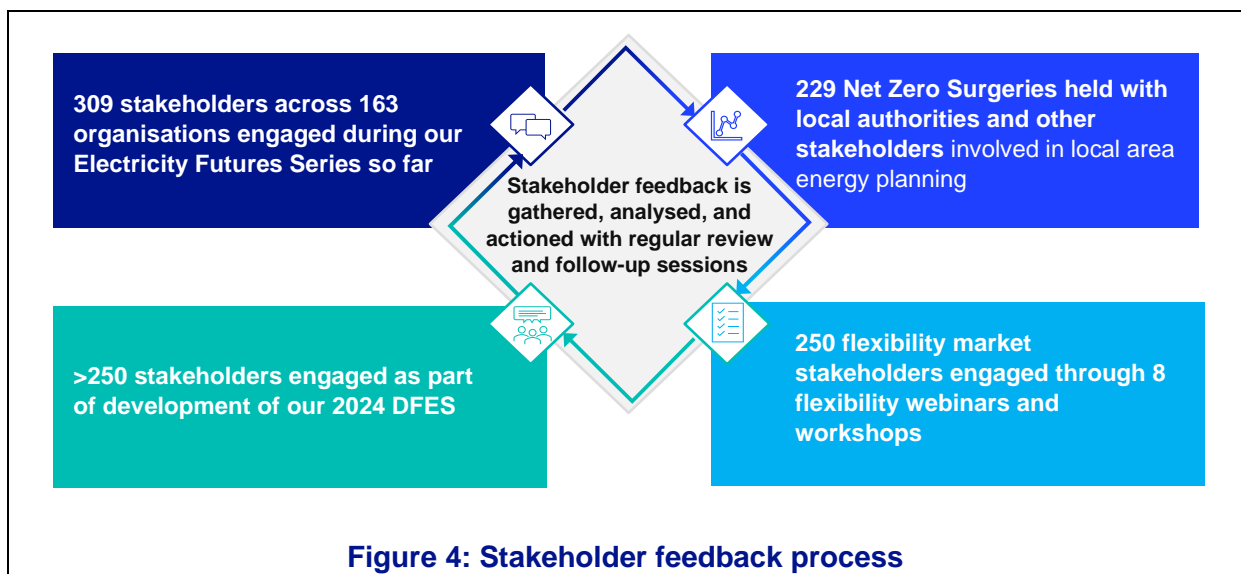 309 stakeholders across 163
organisations engaged during our
Electricity Futures Series so far
229 Net Zero Surgeries held with
local authorities and other
stakeholders involved in local area
energy planning
Stakeholder feedback is
gathered, analysed, and
actioned with regular review
and follow-up sessions
>250 stakeholders engaged as part
of development of our 2024 DFES
250 flexibility market
stakeholders engaged through 8
flexibility webinars and
workshops
Figure 4: Stakeholder feedback process